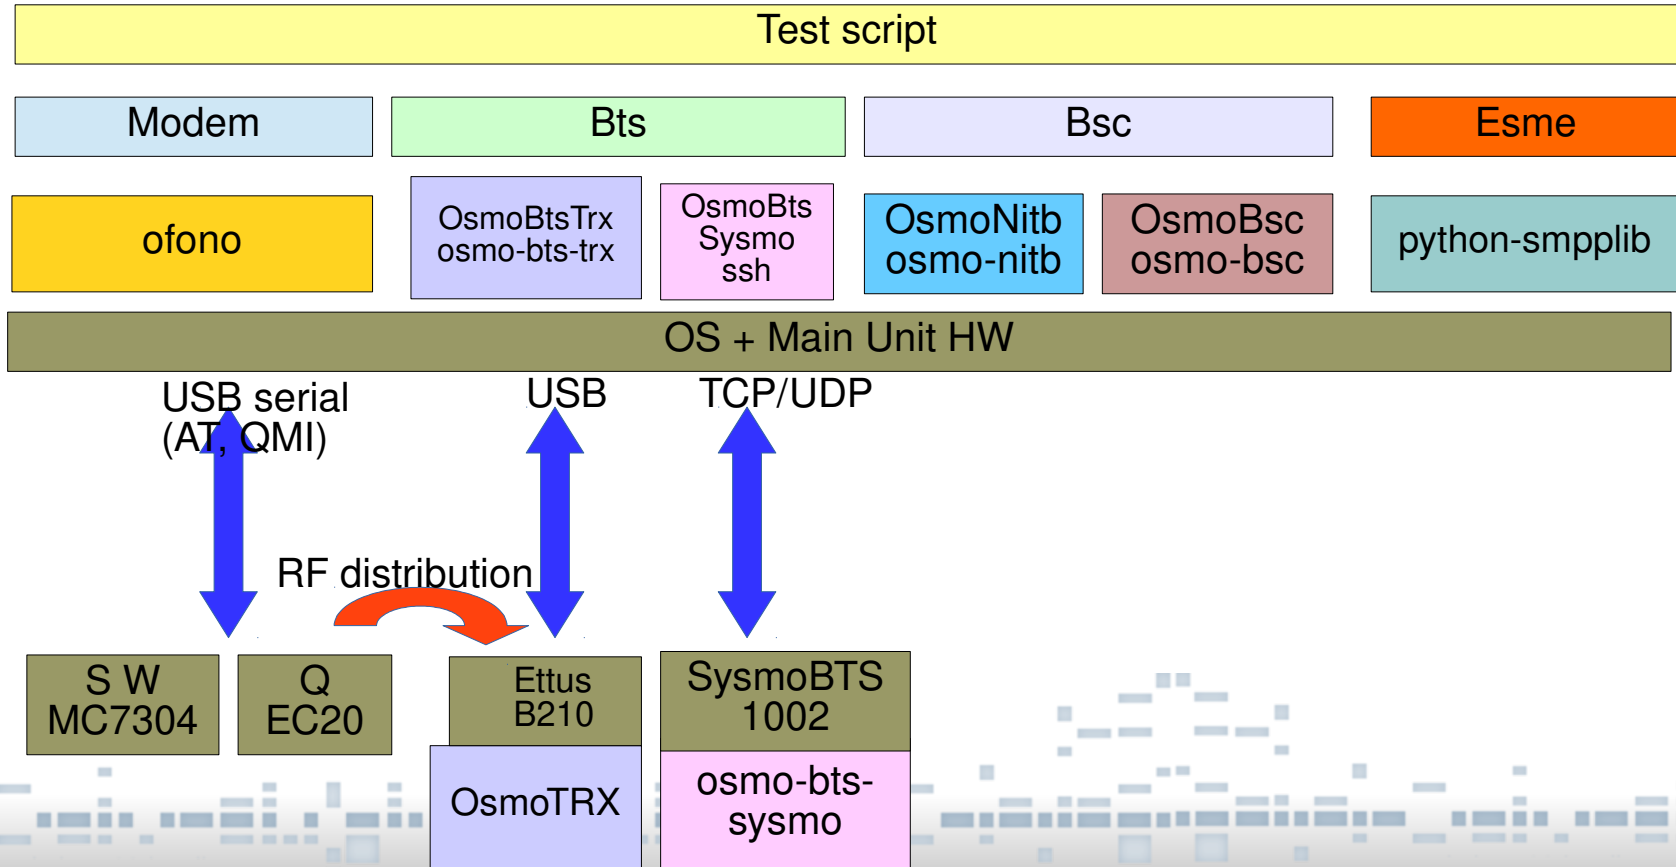 Test script
Modem
Bts
Bsc
Esme
ofono
OsmoBtsTrx
osmo-bts-trx
OsmoBts
Sysmo
ssh
OsmoNitb
osmo-nitb
OsmoBsc
osmo-bsc
python-smpplib
OS + Main Unit HW
USB serial
(AT, QMI)
USB
TCP/UDP
RF distribution
S W
MC7304
Q
EC20
Ettus
B210
SysmoBTS
1002
OsmoTRX
osmo-bts-
sysmo